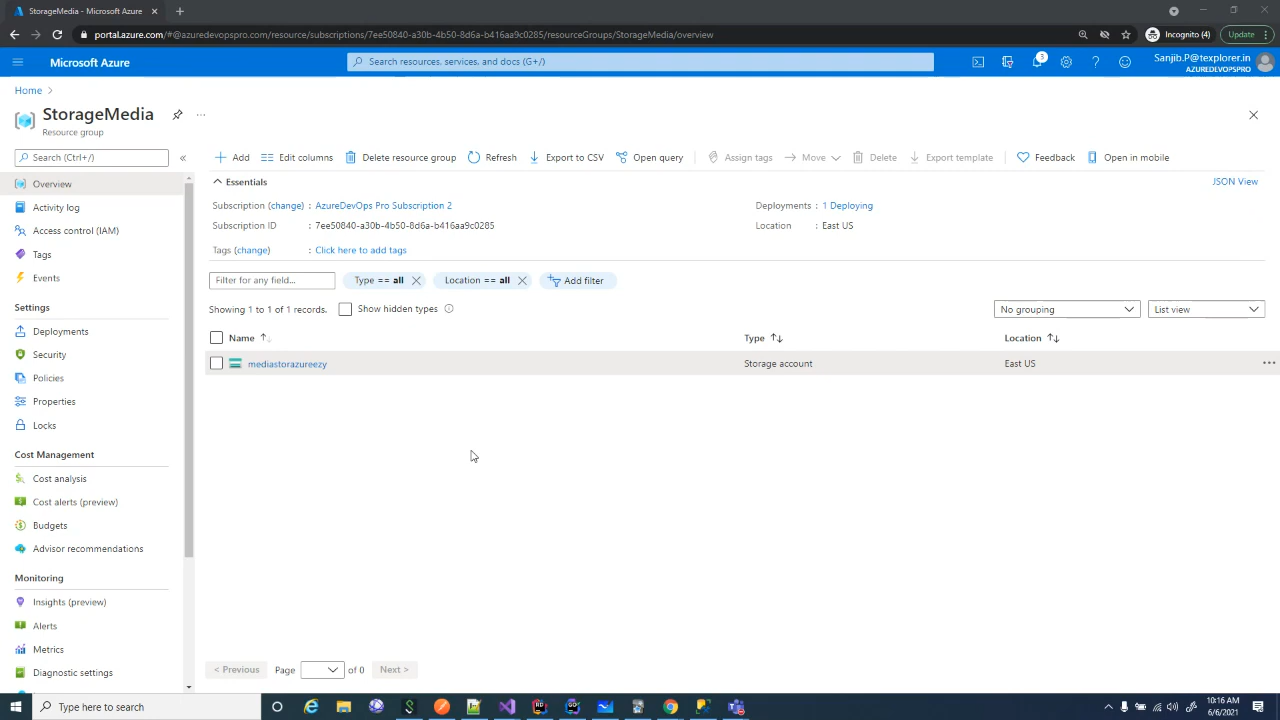 StorageMedia - Microsoft Azure
portal.azure.com/#@azuredevopspro.com/resource/subscriptions/7ee50840-a30b-4b50-8d6a-b416aa9c0285/resourceGroups/StorageMedia/overview
Incognito (4)
Update
Microsoft Azure
Search resources, services, and docs (G+/)
3
Sanjib.P@texplorer.in
AZUREDEVOPSPRO
Home >
StorageMedia
Resource group
Search (Ctrl+/)
Add
Edit columns
Delete resource group
Refresh
Export to CSV
Open query
Assign tags
Move
Delete
Export template
Feedback
Open in mobile
Overview
Activity log
Access control (IAM)
Tags
Events
Settings
Deployments
Security
Policies
Properties
Locks
Cost Management
Cost analysis
Cost alerts (preview)
Budgets
Advisor recommendations
Monitoring
Insights (preview)
Alerts
Metrics
Diagnostic settings
Essentials
JSON View
Subscription (change) : AzureDevOps Pro Subscription 2
Deployments : 1 Deploying
Subscription ID : 7ee50840-a30b-4b50-8d6a-b416aa9c0285
Location : East US
Tags (change) : Click here to add tags
Filter for any field...
Type == all
Location == all
Add filter
Showing 1 to 1 of 1 records.
Show hidden types
No grouping
List view
Name
Type
Location
mediastorazureezy
Storage account
East US
< Previous
Page
of 0
Next >
Type here to search
10:16 AM
6/6/2021